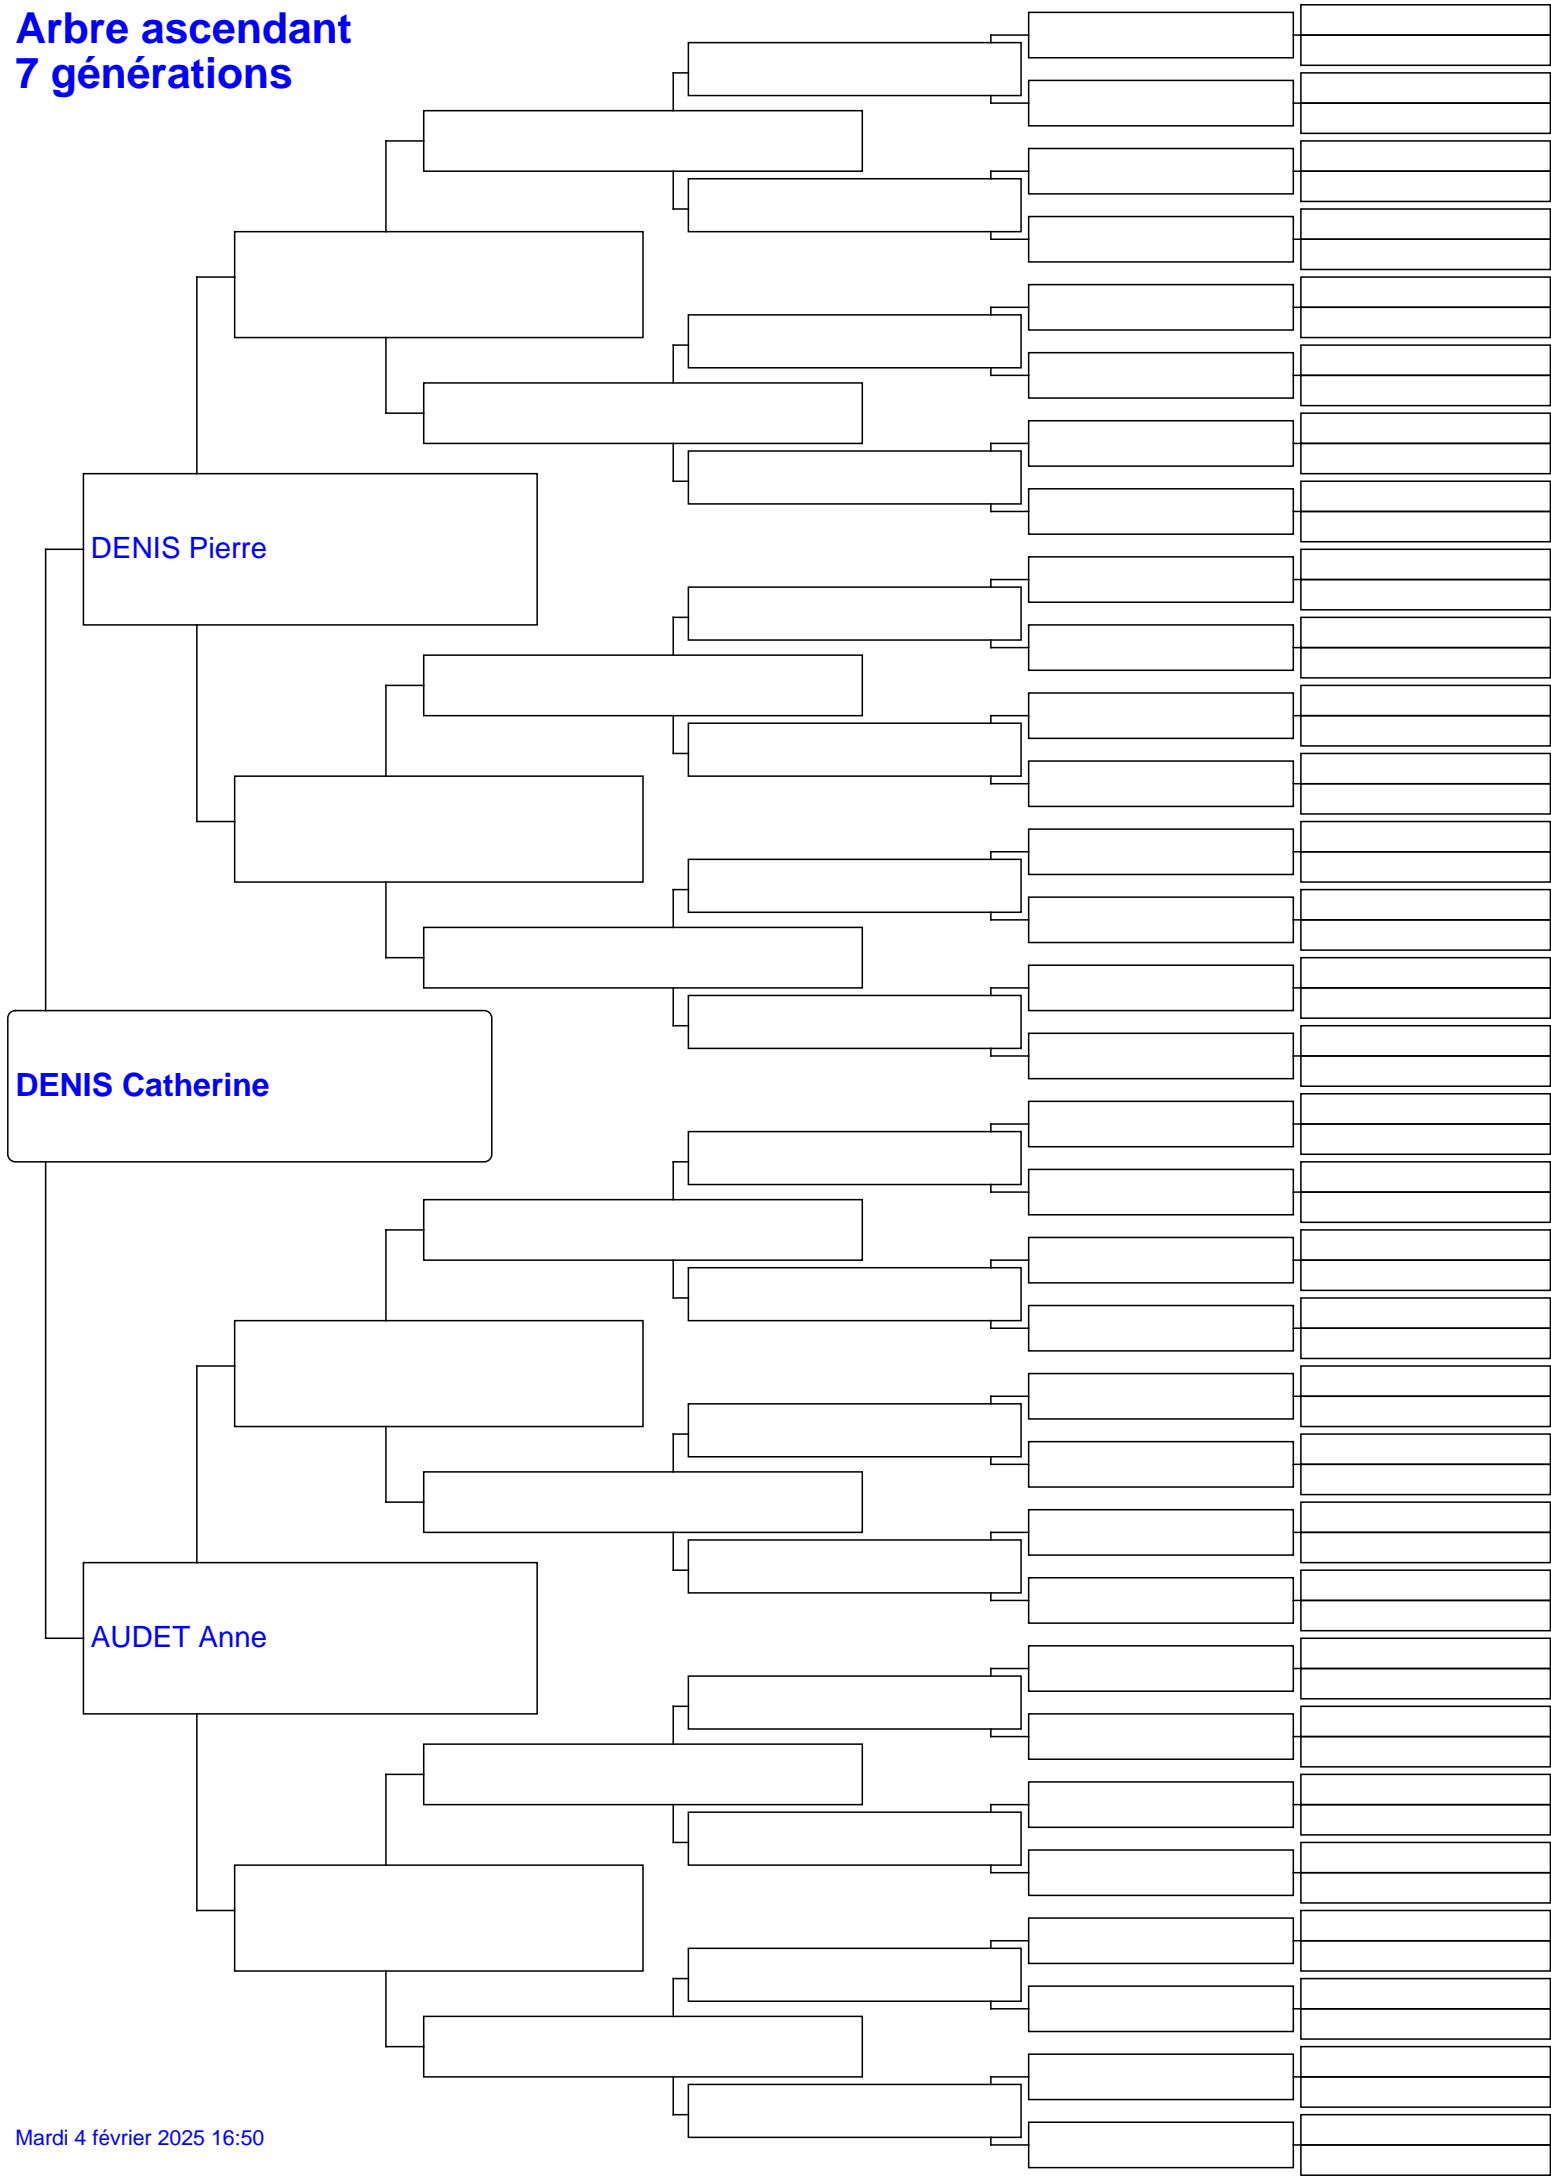 Arbre ascendant
7 générations
DENIS Pierre
DENIS Catherine
AUDET Anne
Mardi 4 février 2025 16:50